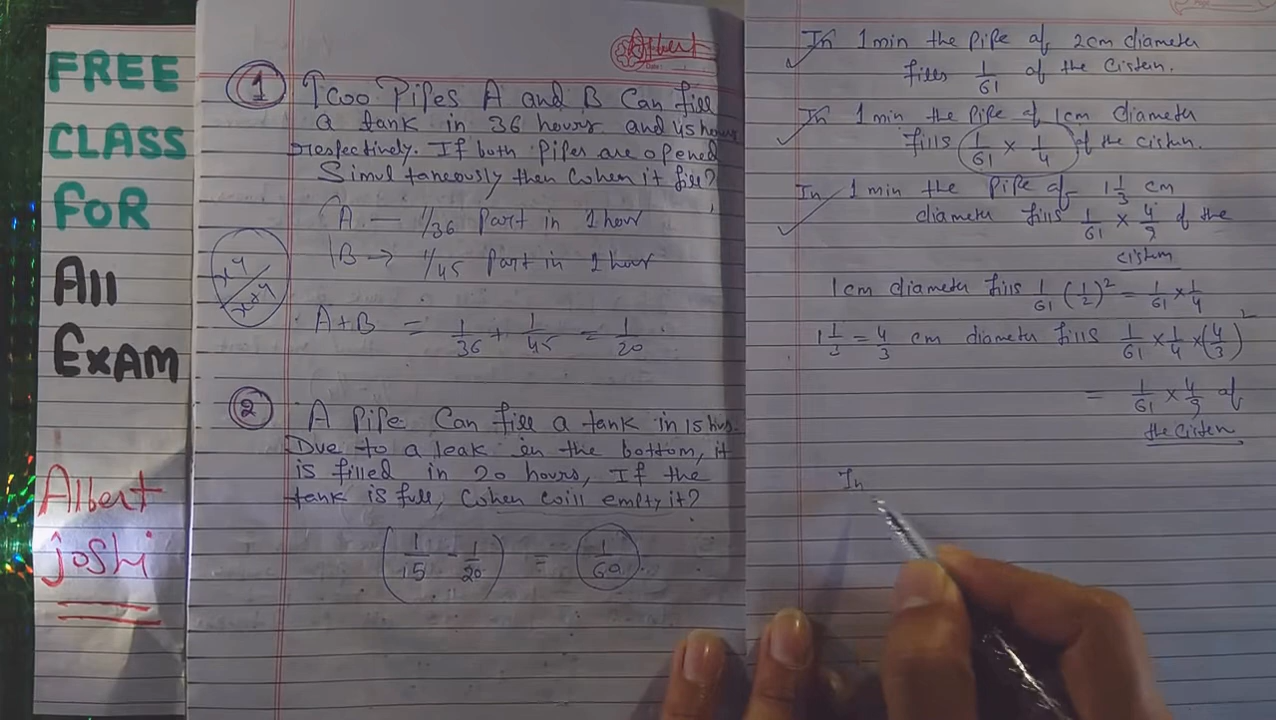 FREE
CLASS
FOR
All
EXAM
Albert
joshi
Albert
1 Two Pipes A and B Can fill
a tank in 36 hours and 45 hours
respectively. If both Pipes are opened
Simultaneously then when it fill?
A — 1/36 Part in 1 hour
B → 1/45 Part in 1 hour
xy/x+y
A+B = 1/36 + 1/45 = 1/20
2 A Pipe Can fill a tank in 15 hrs.
Due to a leak in the bottom, it
is filled in 20 hours, If the
tank is full, when will empty it?
(1/15 - 1/20) = 1/60
In 1 min the pipe of 2cm diameter
fills 1/61 of the Cistern.
In 1 min the Pipe of 1cm diameter
fills (1/61 × 1/4) of the cistern.
In 1 min the Pipe of 1 1/3 cm
diameter fills 1/61 × 4/9 of the
cistern
1cm diameter fills 1/61 (1/2)² = 1/61 × 1/4
1 1/3 = 4/3 cm diameter fills 1/61 × 1/4 × (4/3)²
= 1/61 × 4/9 of
the Cistern
In